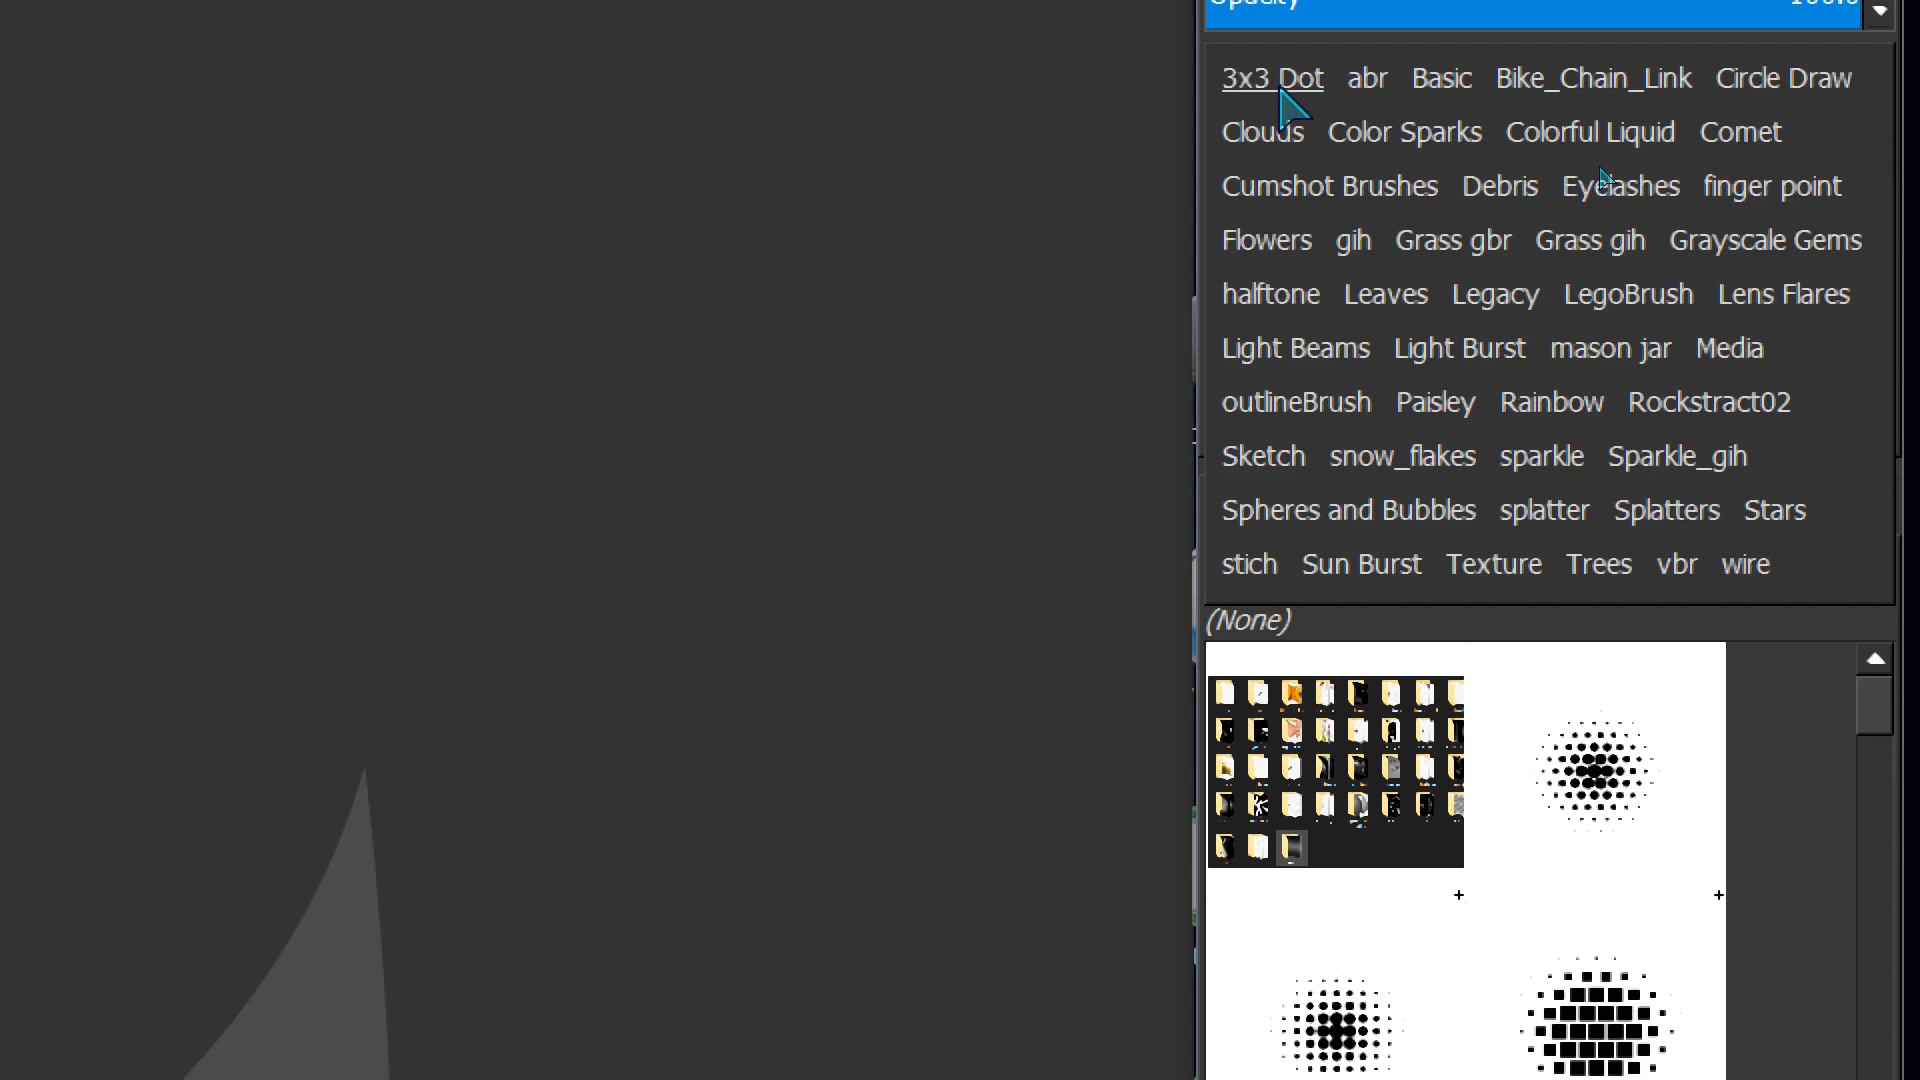 Opacity 100.0
3x3 Dot abr Basic Bike_Chain_Link Circle Draw
Clouds Color Sparks Colorful Liquid Comet
Cumshot Brushes Debris Eyelashes finger point
Flowers gih Grass gbr Grass gih Grayscale Gems
halftone Leaves Legacy LegoBrush Lens Flares
Light Beams Light Burst mason jar Media
outlineBrush Paisley Rainbow Rockstract02
Sketch snow_flakes sparkle Sparkle_gih
Spheres and Bubbles splatter Splatters Stars
stich Sun Burst Texture Trees vbr wire
(None)